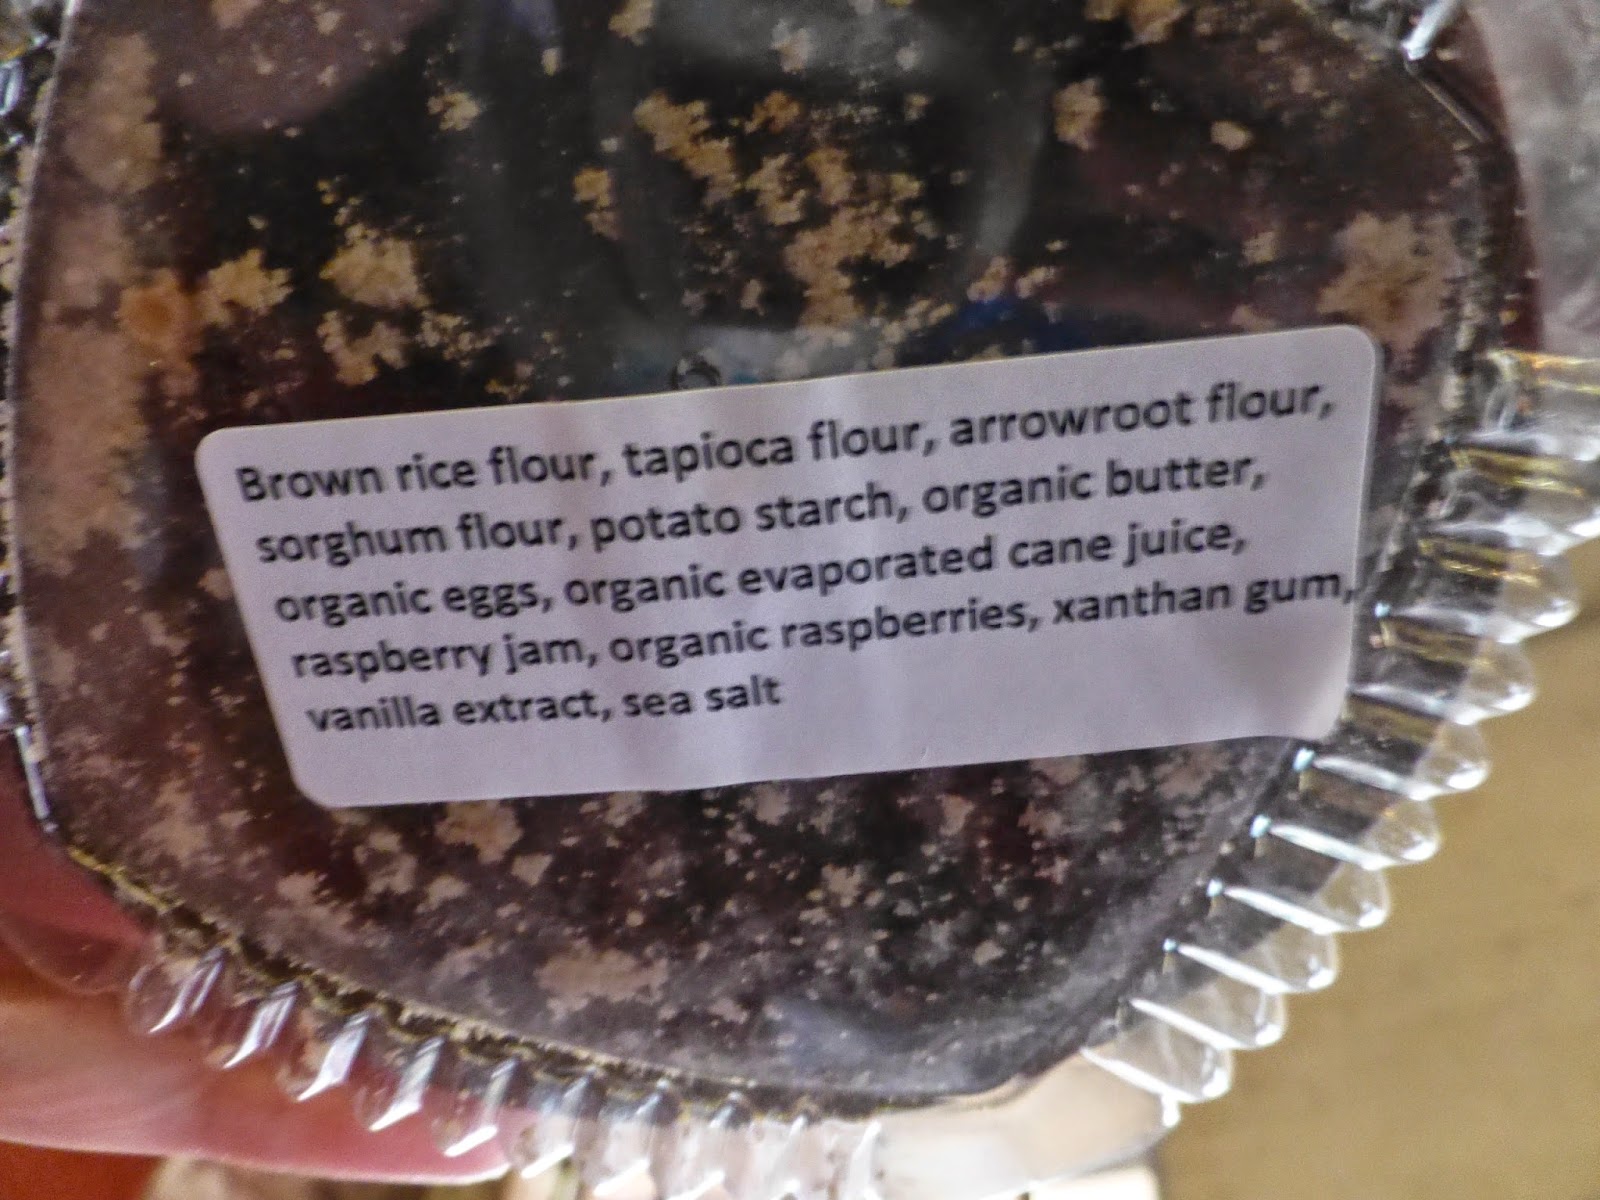 Brown rice flour, tapioca flour, arrowroot flour,
sorghum flour, potato starch, organic butter,
organic eggs, organic evaporated cane juice,
raspberry jam, organic raspberries, xanthan gum,
vanilla extract, sea salt